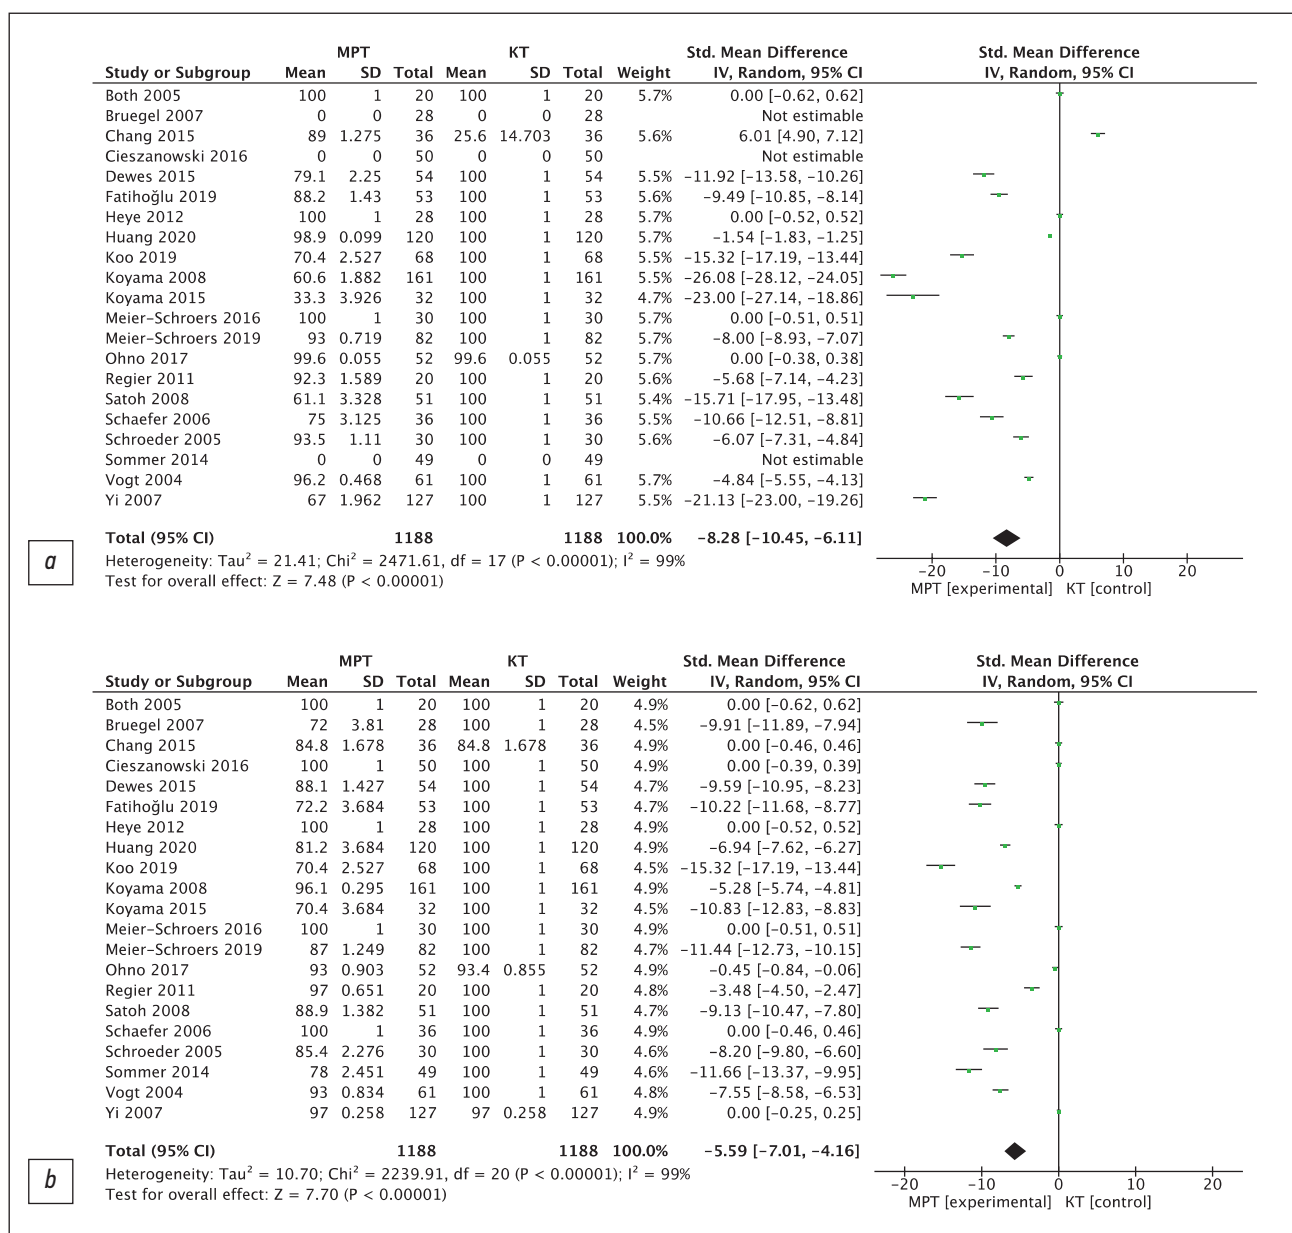 MPT KT Std. Mean Difference Std. Mean Difference
Study or Subgroup Mean SD Total Mean SD Total Weight IV, Random, 95% CI IV, Random, 95% CI
Both 2005 100 1 20 100 1 20 5.7% 0.00 [−0.62, 0.62]
Bruegel 2007 0 0 28 0 0 28 Not estimable
Chang 2015 89 1.275 36 25.6 14.703 36 5.6% 6.01 [4.90, 7.12]
Cieszanowski 2016 0 0 50 0 0 50 Not estimable
Dewes 2015 79.1 2.25 54 100 1 54 5.5% −11.92 [−13.58, −10.26]
Fatihoğlu 2019 88.2 1.43 53 100 1 53 5.6% −9.49 [−10.85, −8.14]
Heye 2012 100 1 28 100 1 28 5.7% 0.00 [−0.52, 0.52]
Huang 2020 98.9 0.099 120 100 1 120 5.7% −1.54 [−1.83, −1.25]
Koo 2019 70.4 2.527 68 100 1 68 5.5% −15.32 [−17.19, −13.44]
Koyama 2008 60.6 1.882 161 100 1 161 5.5% −26.08 [−28.12, −24.05]
Koyama 2015 33.3 3.926 32 100 1 32 4.7% −23.00 [−27.14, −18.86]
Meier−Schroers 2016 100 1 30 100 1 30 5.7% 0.00 [−0.51, 0.51]
Meier−Schroers 2019 93 0.719 82 100 1 82 5.7% −8.00 [−8.93, −7.07]
Ohno 2017 99.6 0.055 52 99.6 0.055 52 5.7% 0.00 [−0.38, 0.38]
Regier 2011 92.3 1.589 20 100 1 20 5.6% −5.68 [−7.14, −4.23]
Satoh 2008 61.1 3.328 51 100 1 51 5.4% −15.71 [−17.95, −13.48]
Schaefer 2006 75 3.125 36 100 1 36 5.5% −10.66 [−12.51, −8.81]
Schroeder 2005 93.5 1.11 30 100 1 30 5.6% −6.07 [−7.31, −4.84]
Sommer 2014 0 0 49 0 0 49 Not estimable
Vogt 2004 96.2 0.468 61 100 1 61 5.7% −4.84 [−5.55, −4.13]
Yi 2007 67 1.962 127 100 1 127 5.5% −21.13 [−23.00, −19.26]
Total (95% CI) 1188 1188 100.0% −8.28 [−10.45, −6.11]
a Heterogeneity: Tau² = 21.41; Chi² = 2471.61, df = 17 (P < 0.00001); I² = 99%
Test for overall effect: Z = 7.48 (P < 0.00001)
−20 −10 0 10 20
MPT [experimental] KT [control]
MPT KT Std. Mean Difference Std. Mean Difference
Study or Subgroup Mean SD Total Mean SD Total Weight IV, Random, 95% CI IV, Random, 95% CI
Both 2005 100 1 20 100 1 20 4.9% 0.00 [−0.62, 0.62]
Bruegel 2007 72 3.81 28 100 1 28 4.5% −9.91 [−11.89, −7.94]
Chang 2015 84.8 1.678 36 84.8 1.678 36 4.9% 0.00 [−0.46, 0.46]
Cieszanowski 2016 100 1 50 100 1 50 4.9% 0.00 [−0.39, 0.39]
Dewes 2015 88.1 1.427 54 100 1 54 4.7% −9.59 [−10.95, −8.23]
Fatihoğlu 2019 72.2 3.684 53 100 1 53 4.7% −10.22 [−11.68, −8.77]
Heye 2012 100 1 28 100 1 28 4.9% 0.00 [−0.52, 0.52]
Huang 2020 81.2 3.684 120 100 1 120 4.9% −6.94 [−7.62, −6.27]
Koo 2019 70.4 2.527 68 100 1 68 4.5% −15.32 [−17.19, −13.44]
Koyama 2008 96.1 0.295 161 100 1 161 4.9% −5.28 [−5.74, −4.81]
Koyama 2015 70.4 3.684 32 100 1 32 4.5% −10.83 [−12.83, −8.83]
Meier−Schroers 2016 100 1 30 100 1 30 4.9% 0.00 [−0.51, 0.51]
Meier−Schroers 2019 87 1.249 82 100 1 82 4.7% −11.44 [−12.73, −10.15]
Ohno 2017 93 0.903 52 93.4 0.855 52 4.9% −0.45 [−0.84, −0.06]
Regier 2011 97 0.651 20 100 1 20 4.8% −3.48 [−4.50, −2.47]
Satoh 2008 88.9 1.382 51 100 1 51 4.7% −9.13 [−10.47, −7.80]
Schaefer 2006 100 1 36 100 1 36 4.9% 0.00 [−0.46, 0.46]
Schroeder 2005 85.4 2.276 30 100 1 30 4.6% −8.20 [−9.80, −6.60]
Sommer 2014 78 2.451 49 100 1 49 4.6% −11.66 [−13.37, −9.95]
Vogt 2004 93 0.834 61 100 1 61 4.8% −7.55 [−8.58, −6.53]
Yi 2007 97 0.258 127 97 0.258 127 4.9% 0.00 [−0.25, 0.25]
Total (95% CI) 1188 1188 100.0% −5.59 [−7.01, −4.16]
b Heterogeneity: Tau² = 10.70; Chi² = 2239.91, df = 20 (P < 0.00001); I² = 99%
Test for overall effect: Z = 7.70 (P < 0.00001)
−20 −10 0 10 20
MPT [experimental] KT [control]